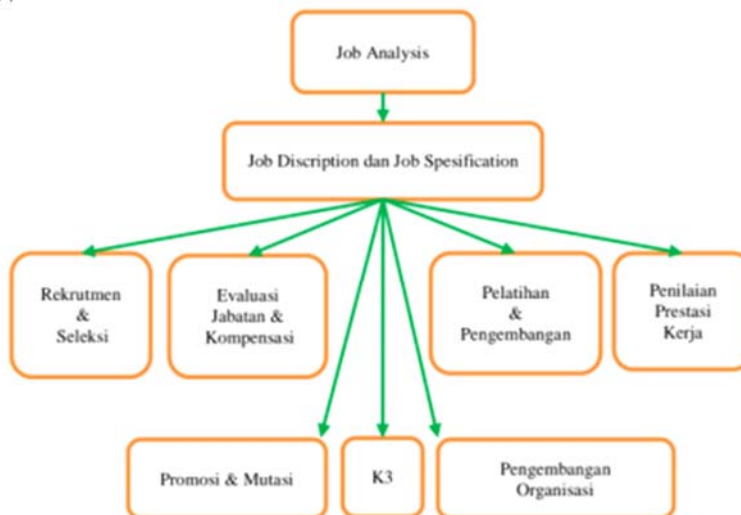 Job Analysis
Job Discription dan Job Spesification
Rekrutmen
&
Seleksi
Evaluasi
Jabatan &
Kompensasi
Pelatihan
&
Pengembangan
Penilaian
Prestasi
Kerja
Promosi & Mutasi
K3
Pengembangan
Organisasi